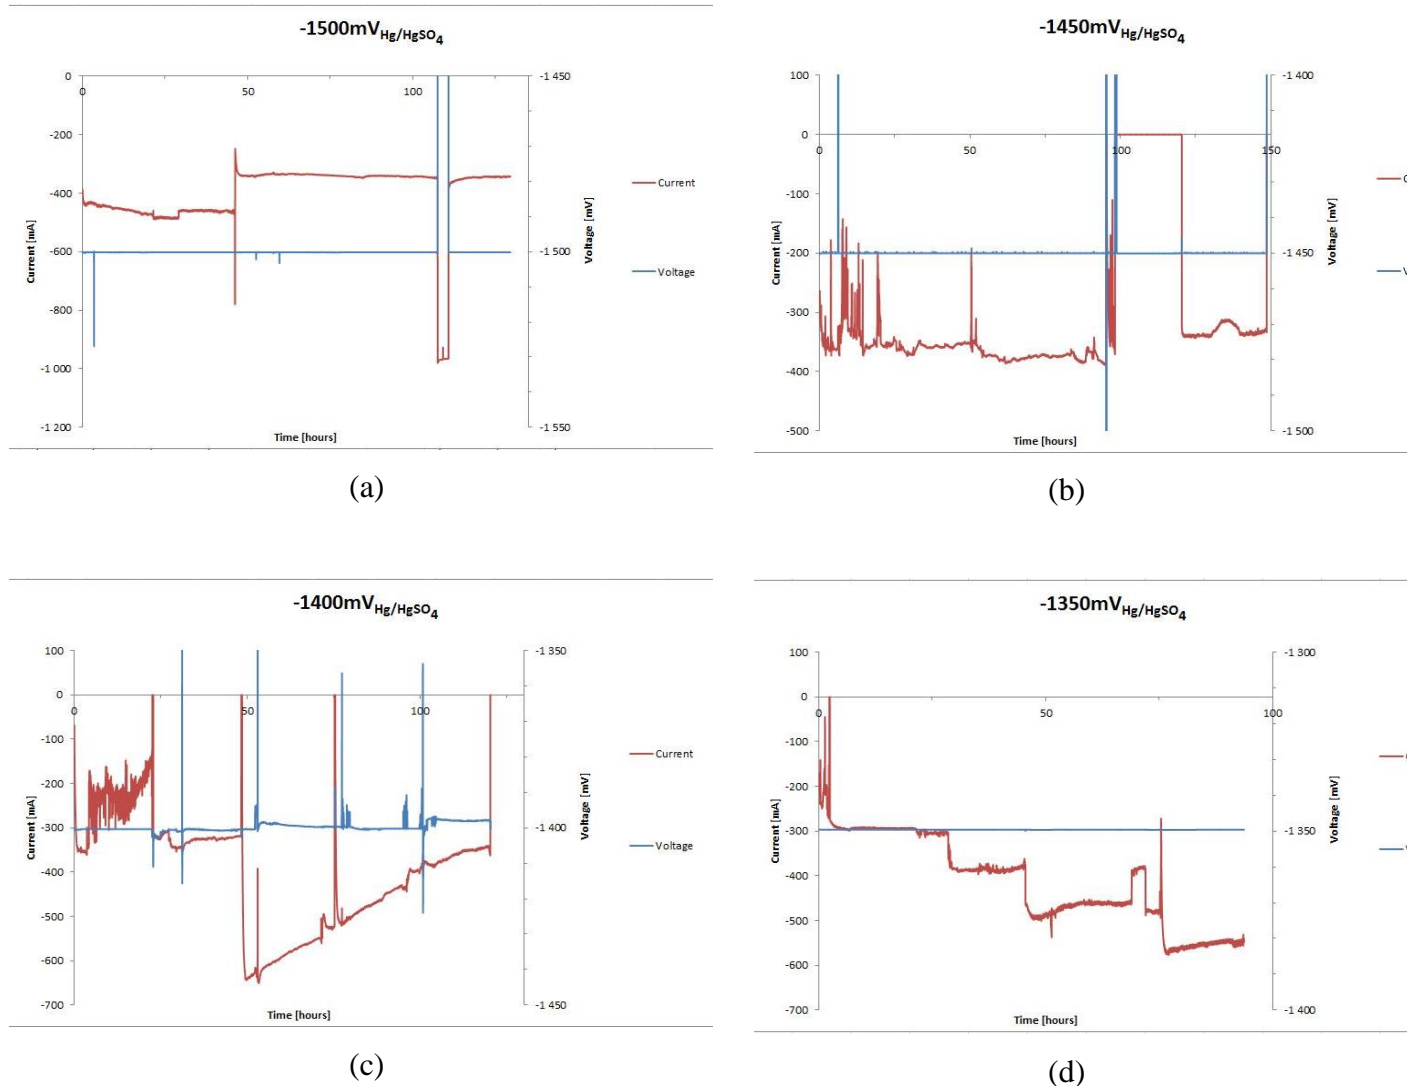 -1500mVHg/HgSO4
0
-200
-400
-600
-800
-1 000
-1 200
0
50
100
-1 450
-1 500
-1 550
Current [mA]
Voltage [mV]
Time [hours]
Current
Voltage
(a)
-1450mVHg/HgSO4
100
0
-100
-200
-300
-400
-500
0
50
100
150
-1 400
-1 450
-1 500
Current [mA]
Voltage [mV]
Time [hours]
C
V
(b)
-1400mVHg/HgSO4
100
0
-100
-200
-300
-400
-500
-600
-700
50
100
0
-1 350
-1 400
-1 450
Current [mA]
Voltage [mV]
Time [hours]
Current
Voltage
(c)
-1350mVHg/HgSO4
100
0
-100
-200
-300
-400
-500
-600
-700
0
50
100
-1 300
-1 350
-1 400
Current [mA]
Voltage [mV]
Time [hours]
(d)